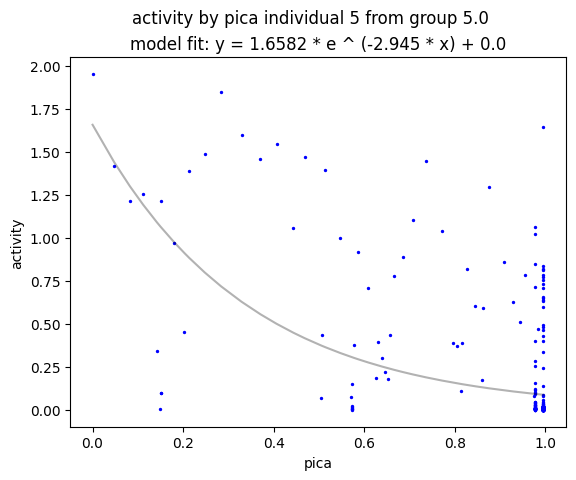 activity by pica individual 5 from group 5.0
model fit: y = 1.6582 * e ^ (-2.945 * x) + 0.0
2.00
1.75
1.50
1.25
1.00
0.75
0.50
0.25
0.00
activity
0.0 0.2 0.4 0.6 0.8 1.0
pica